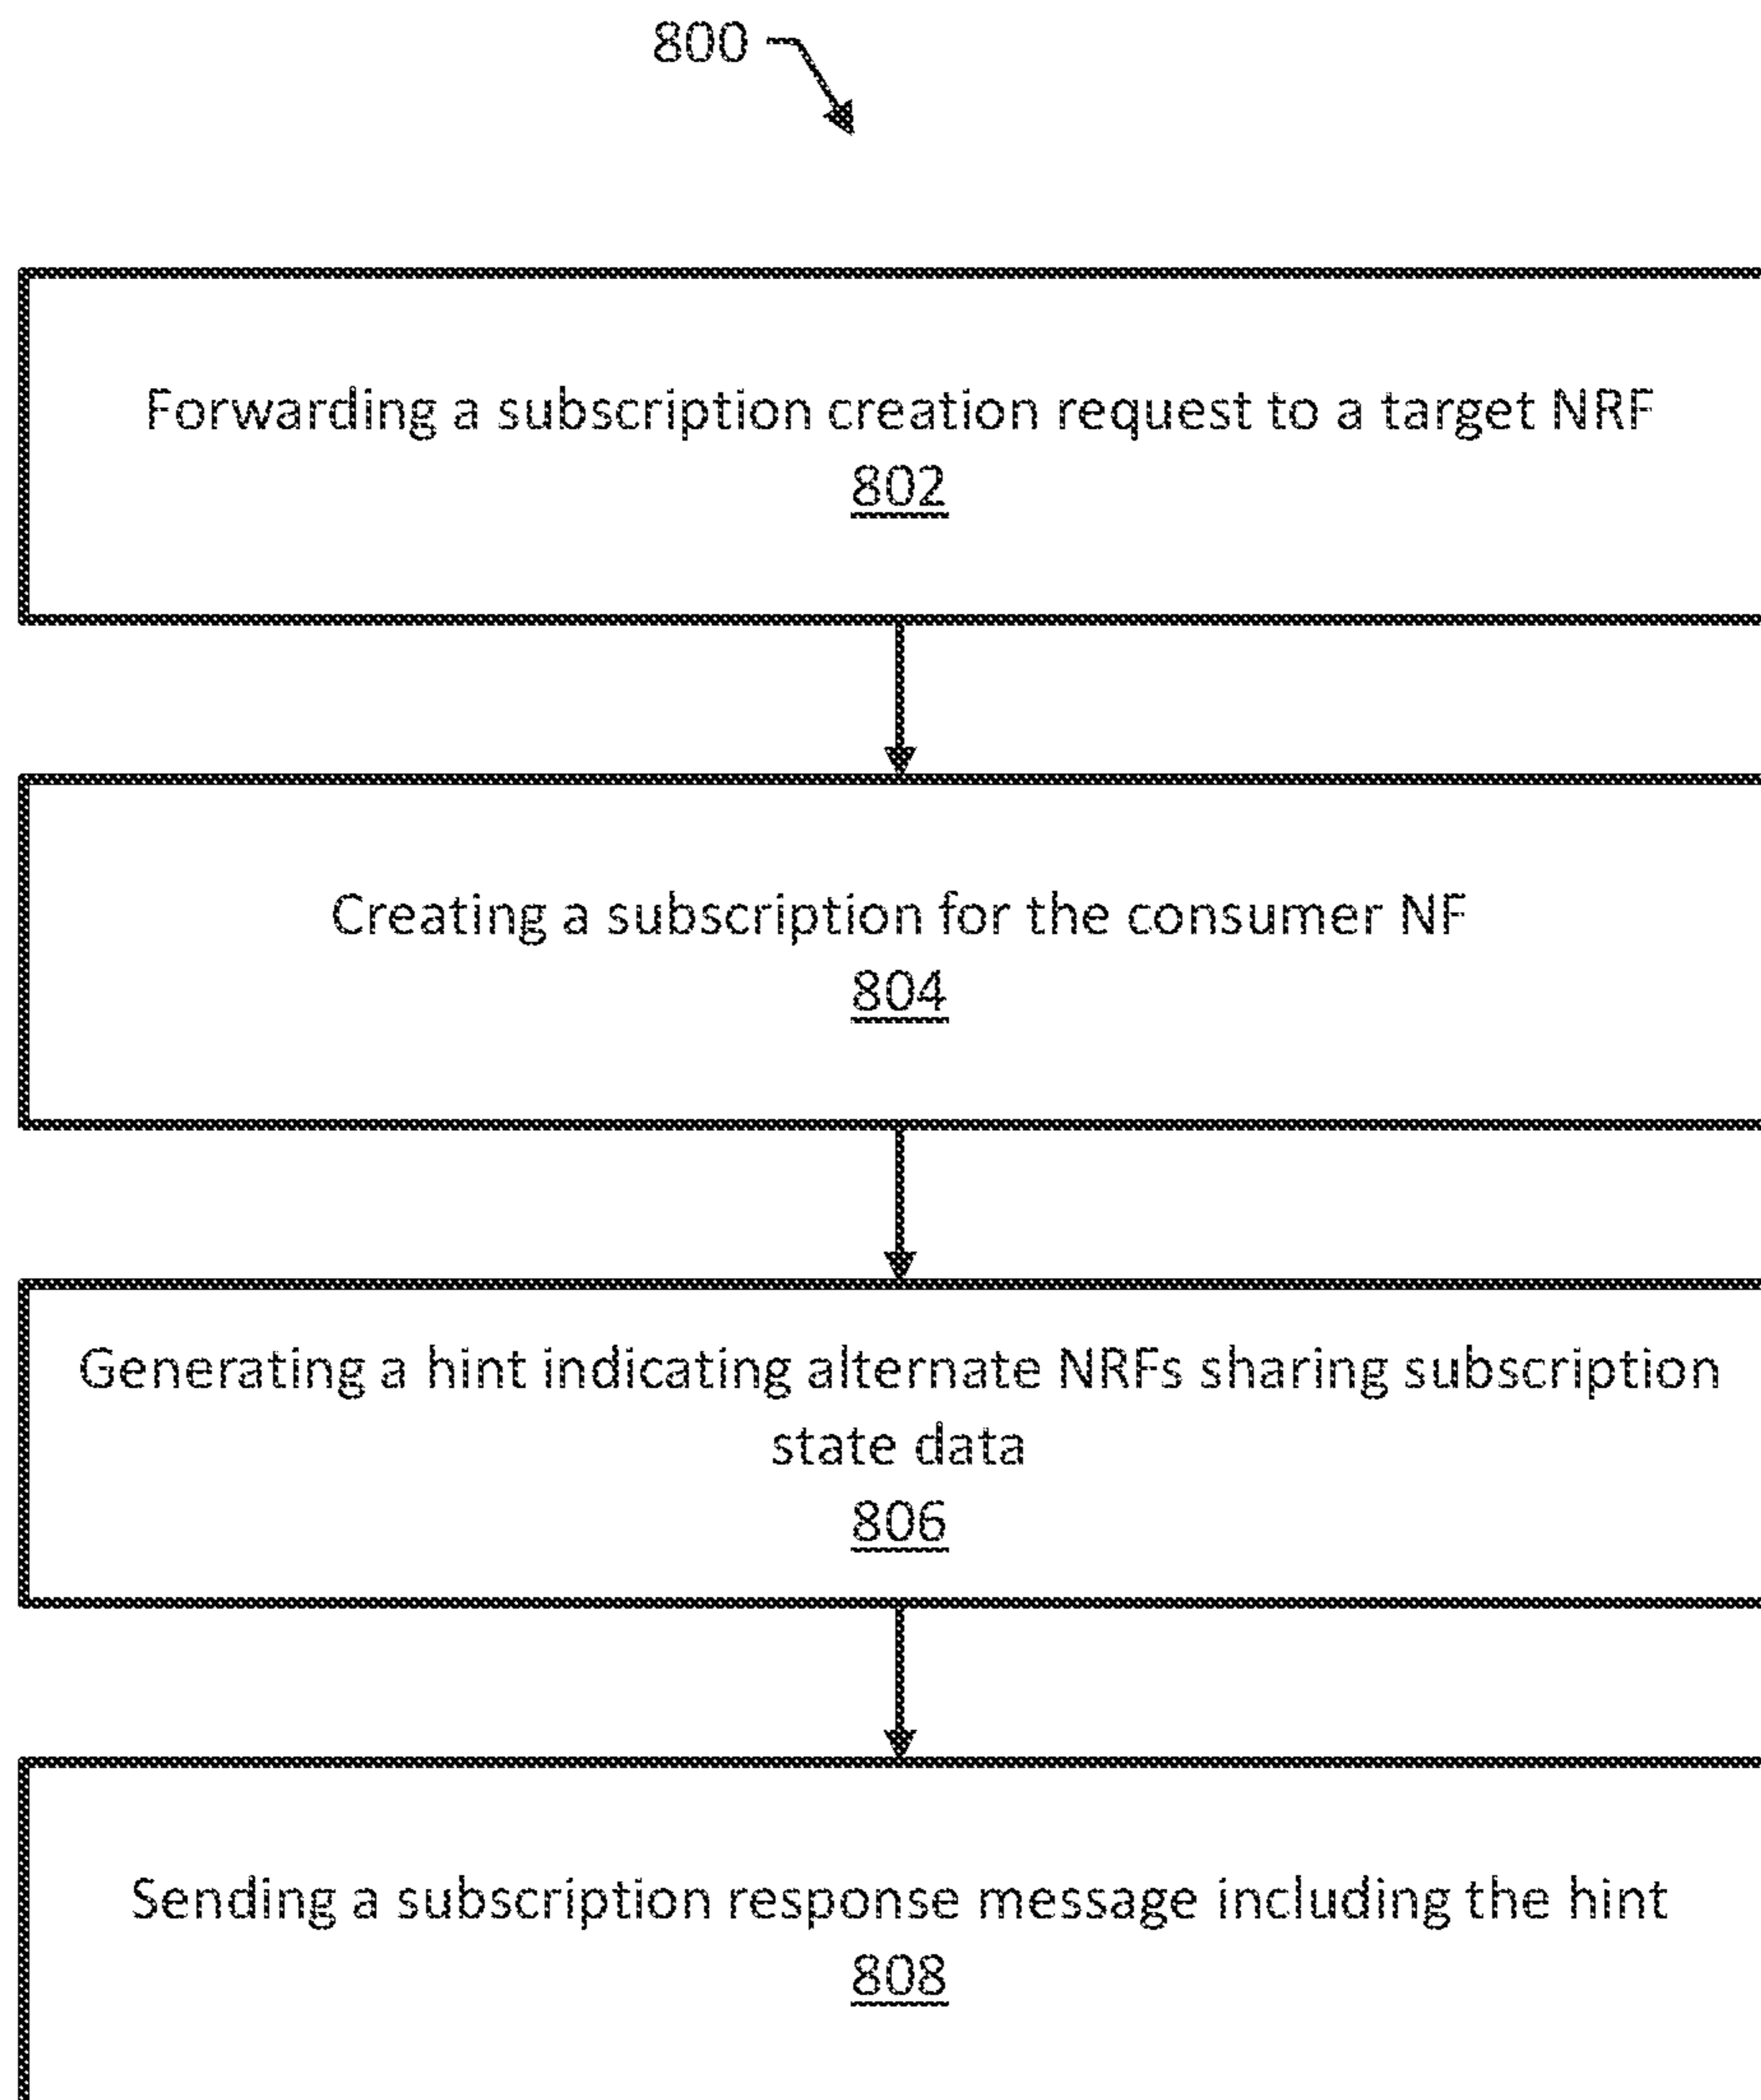 800
Forwarding a subscription creation request to a target NRF
802
Creating a subscription for the consumer NF
804
Generating a hint indicating alternate NRFs sharing subscription
state data
806
Sending a subscription response message including the hint
808